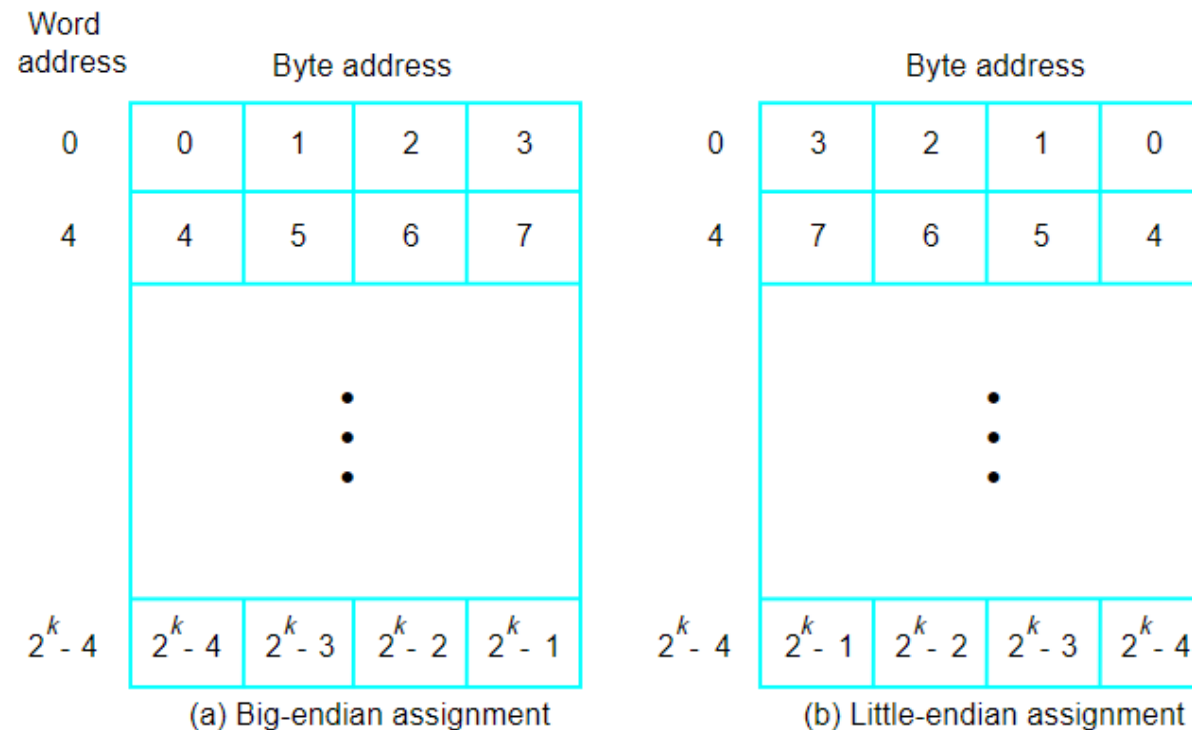 Word
address
Byte address
0 0 1 2 3
4 4 5 6 7
2^k - 4 2^k - 4 2^k - 3 2^k - 2 2^k - 1
(a) Big-endian assignment
Byte address
0 3 2 1 0
4 7 6 5 4
2^k - 4 2^k - 1 2^k - 2 2^k - 3 2^k - 4
(b) Little-endian assignment